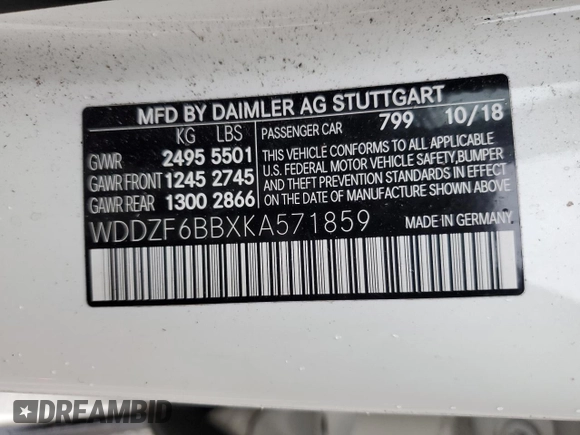 MFD BY DAIMLER AG STUTTGART
KG LBS
GVWR 2495 5501
GAWR FRONT 1245 2745
GAWR REAR 1300 2866
PASSENGER CAR 799 10/18
THIS VEHICLE CONFORMS TO ALL APPLICABLE
U.S. FEDERAL MOTOR VEHICLE SAFETY, BUMPER
AND THEFT PREVENTION STANDARDS IN
EFFECT ON THE DATE OF MANUFACTURE
SHOWN ABOVE.
MADE IN GERMANY
WDDZF6BBXKA571859
DREAMBID